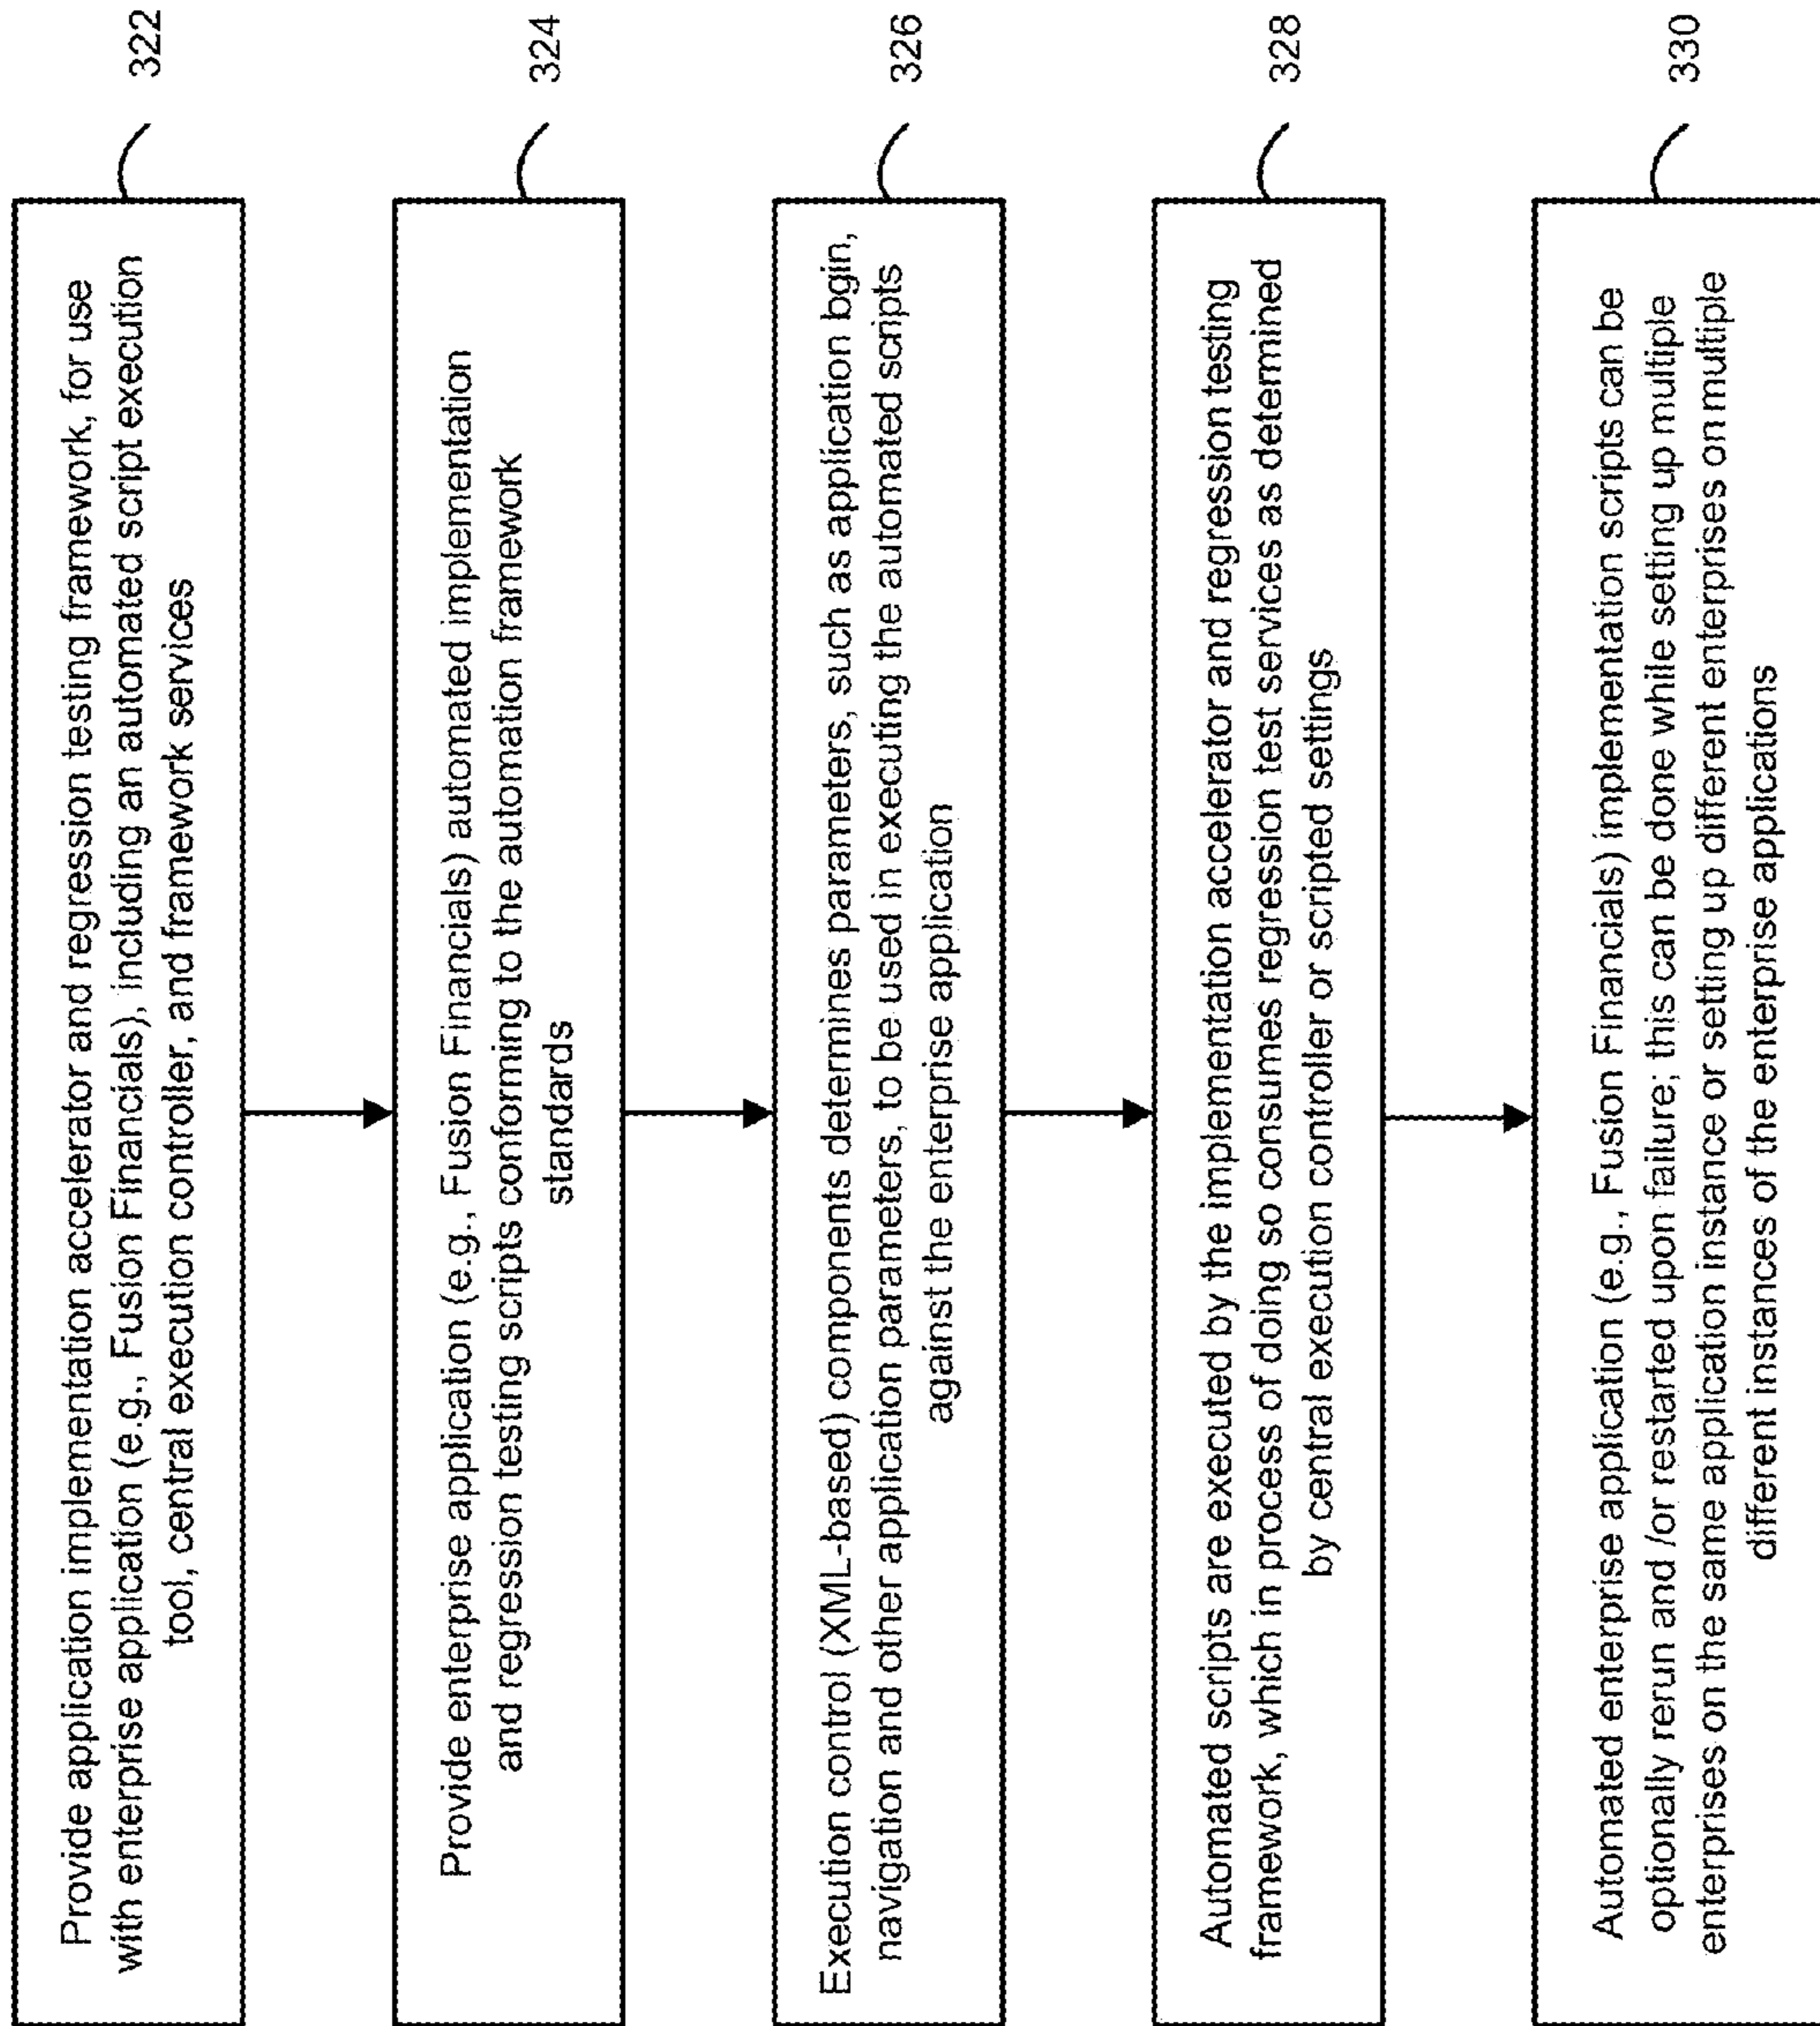 Provide application implementation accelerator and regression testing framework, for use
with enterprise application (e.g., Fusion Financials), including an automated script execution
tool, central execution controller, and framework services
322
Provide enterprise application (e.g., Fusion Financials) automated implementation
and regression testing scripts conforming to the automation framework
standards
324
Execution control (XML-based) components determines parameters, such as application bgin,
navigation and other application parameters, to be used in executing the automated scripts
against the enterprise application
326
Automated scripts are executed by the implementation accelerator and regression testing
framework, which in process of doing so consumes regression test services as determined
by central execution controller or scripted settings
328
Automated enterprise application (e.g., Fusion Financials) implementation scripts can be
optionally rerun and /or restarted upon failure; this can be done while setting up multiple
enterprises on the same application instance or setting up different enterprises on multiple
different instances of the enterprise applications
330